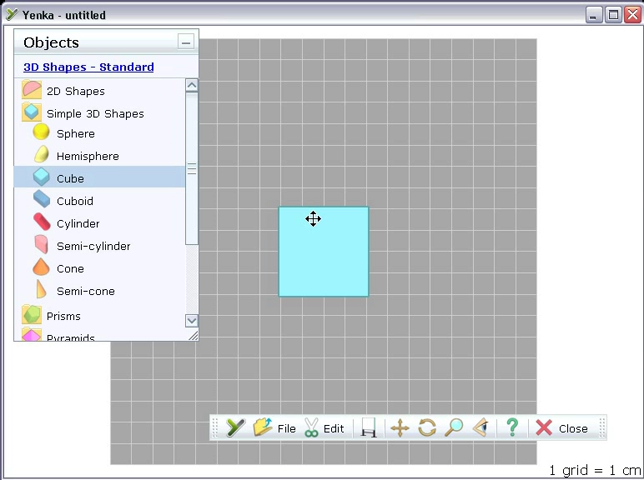 Yenka - untitled
Objects
3D Shapes - Standard
2D Shapes
Simple 3D Shapes
Sphere
Hemisphere
Cube
Cuboid
Cylinder
Semi-cylinder
Cone
Semi-cone
Prisms
Pyramids
File Edit Close
1 grid = 1 cm